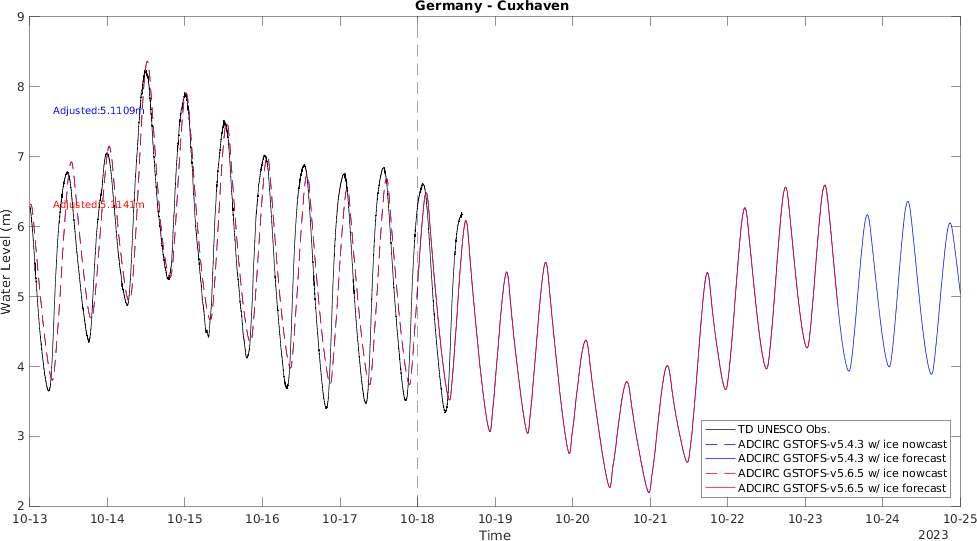 Germany - Cuxhaven
9
8
7
6
5
4
3
2
Water Level (m)
Adjusted:5.1109m
Adjusted:5.1141m
TD UNESCO Obs.
ADCIRC GSTOFS-v5.4.3 w/ ice nowcast
ADCIRC GSTOFS-v5.4.3 w/ ice forecast
ADCIRC GSTOFS-v5.6.5 w/ ice nowcast
ADCIRC GSTOFS-v5.6.5 w/ ice forecast
10-13 10-14 10-15 10-16 10-17 10-18 10-19 10-20 10-21 10-22 10-23 10-24 10-25
Time
2023